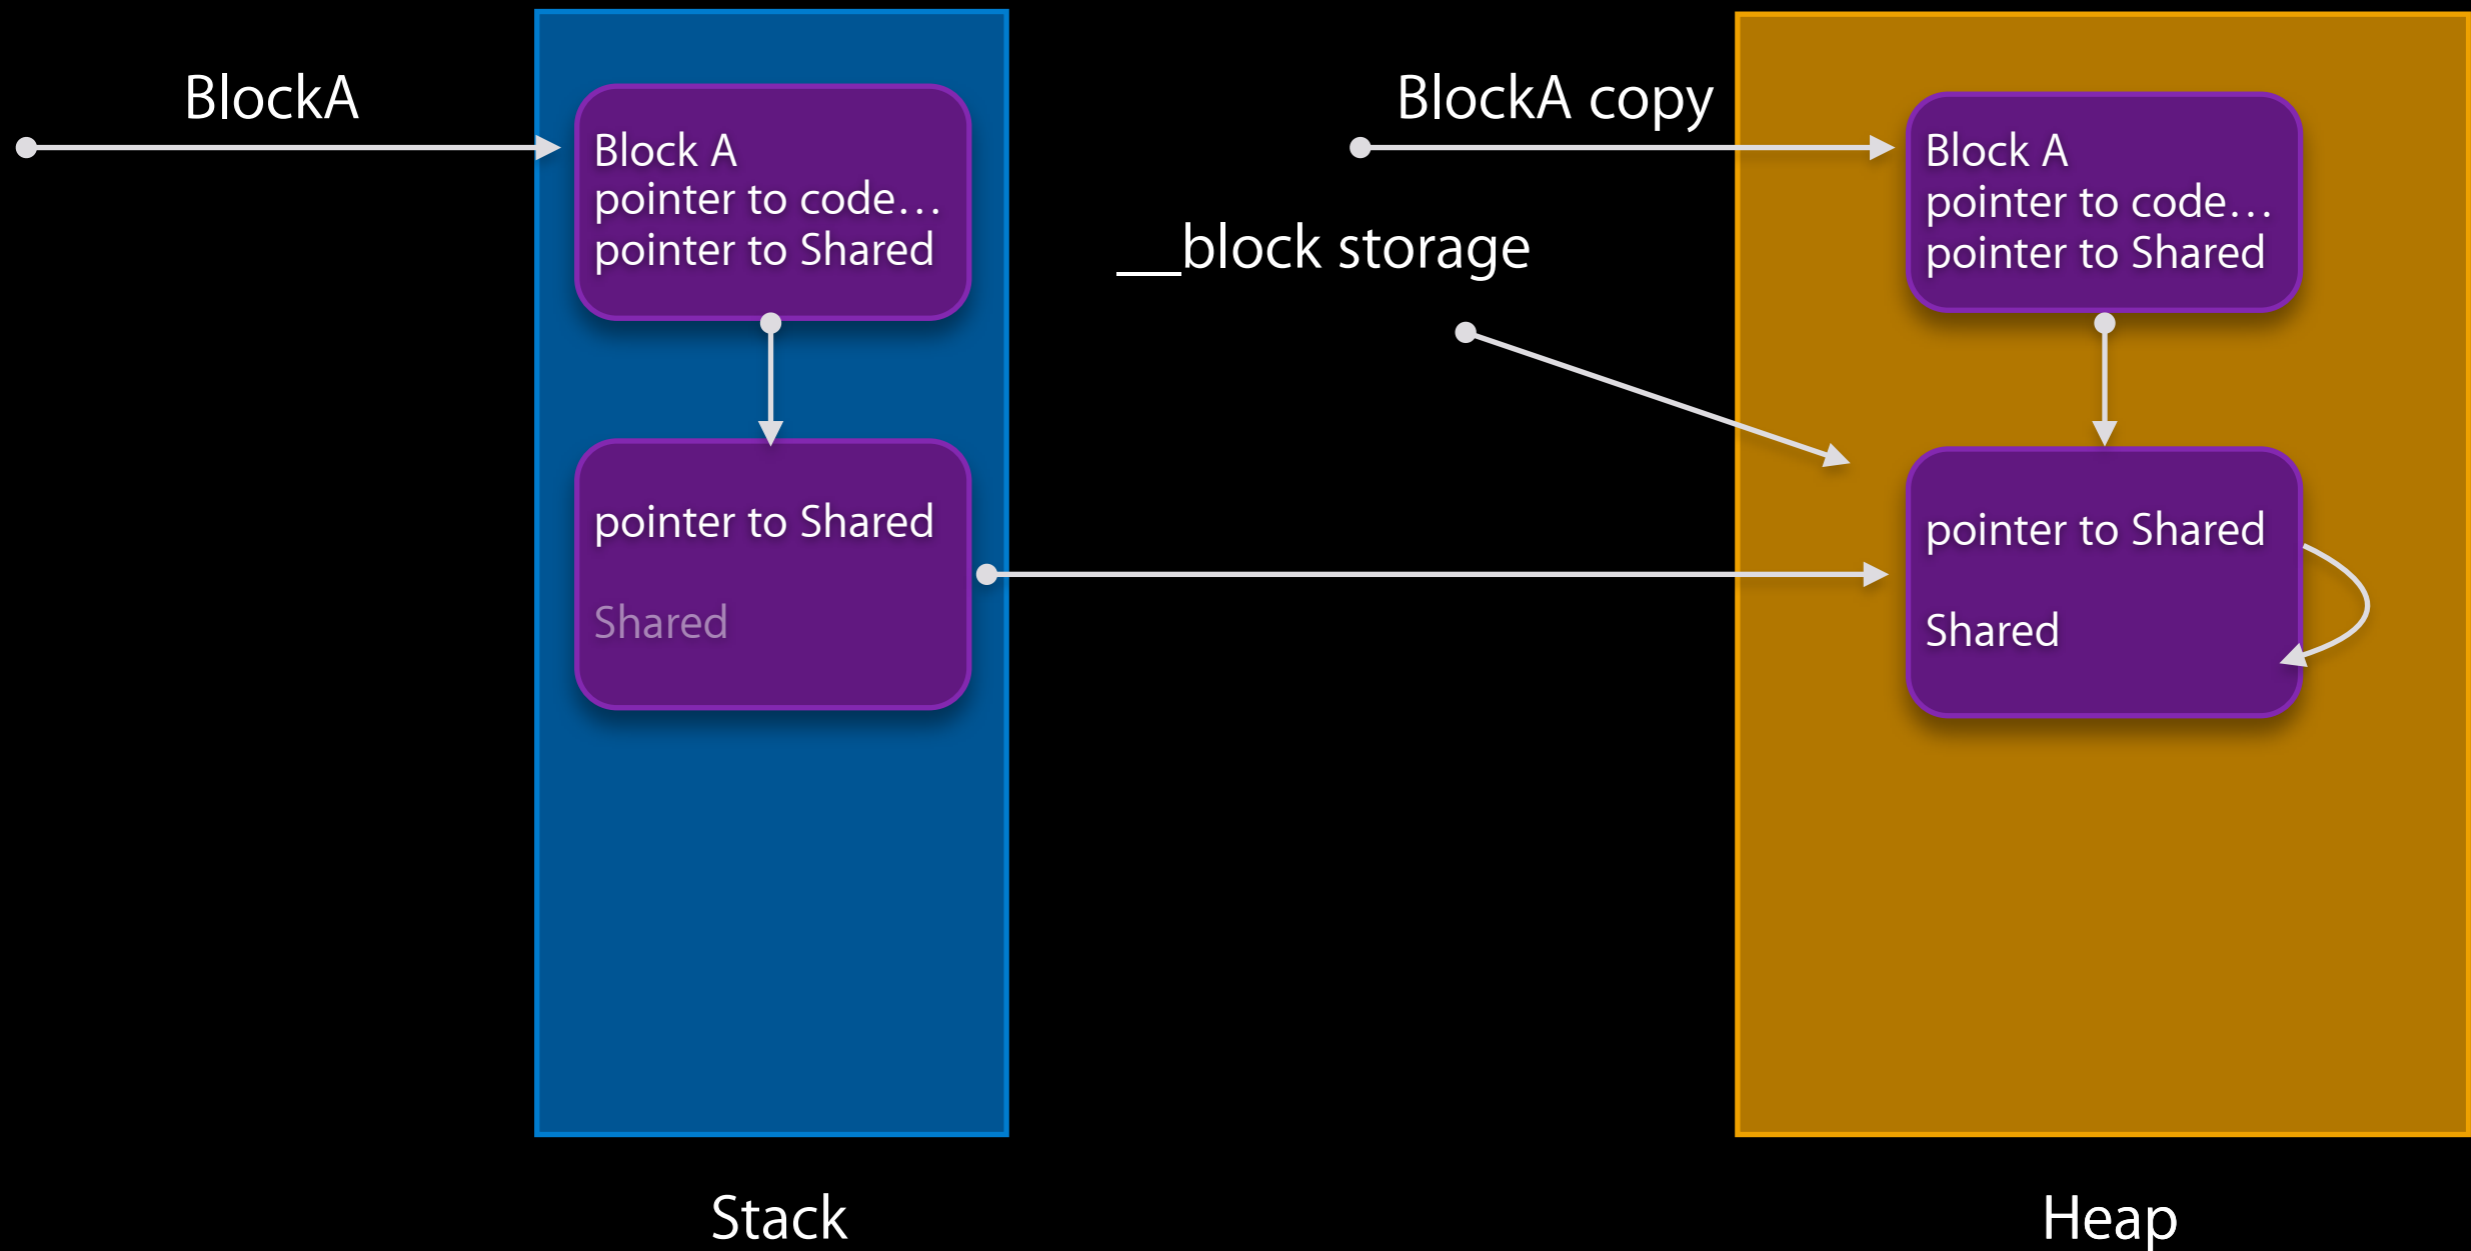 BlockA
Block A
pointer to code…
pointer to Shared
pointer to Shared
Shared
BlockA copy
__block storage
Block A
pointer to code…
pointer to Shared
pointer to Shared
Shared
Stack
Heap